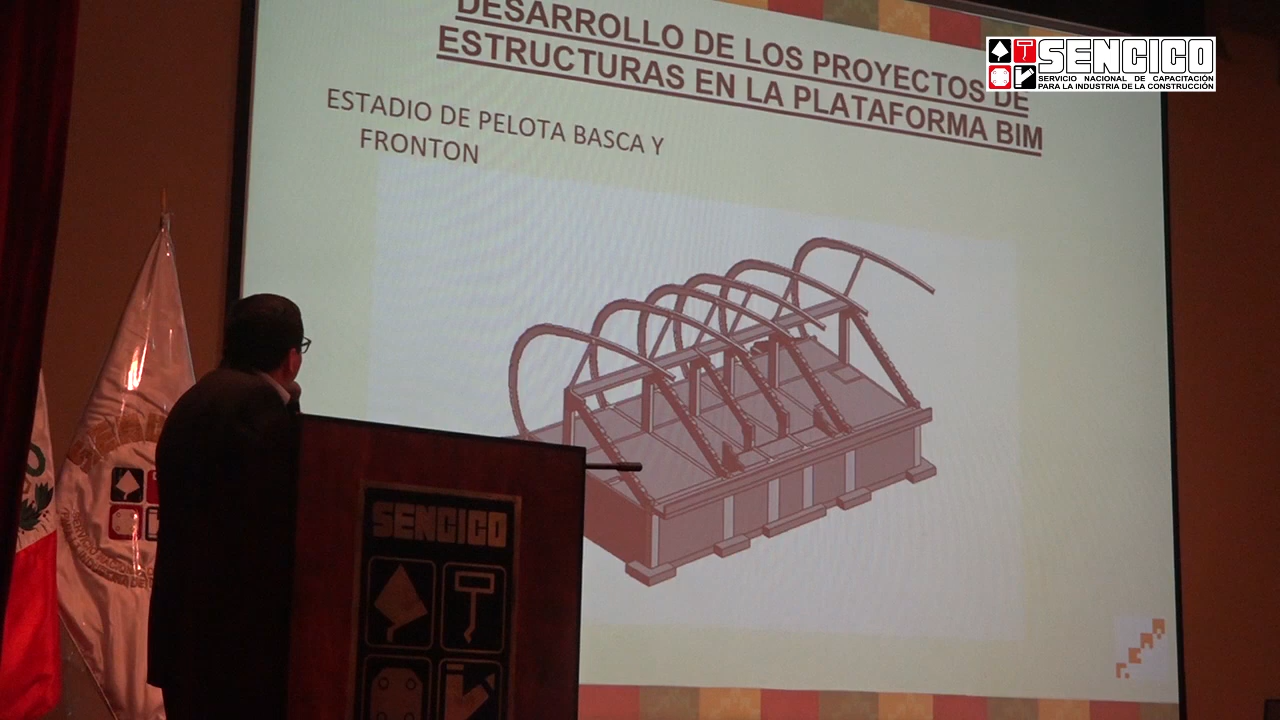 DESARROLLO DE LOS PROYECTOS DE
ESTRUCTURAS EN LA PLATAFORMA BIM
ESTADIO DE PELOTA BASCA Y
FRONTON
SENCICO
SERVICIO NACIONAL DE CAPACITACIÓN
PARA LA INDUSTRIA DE LA CONSTRUCCIÓN
SENCICO